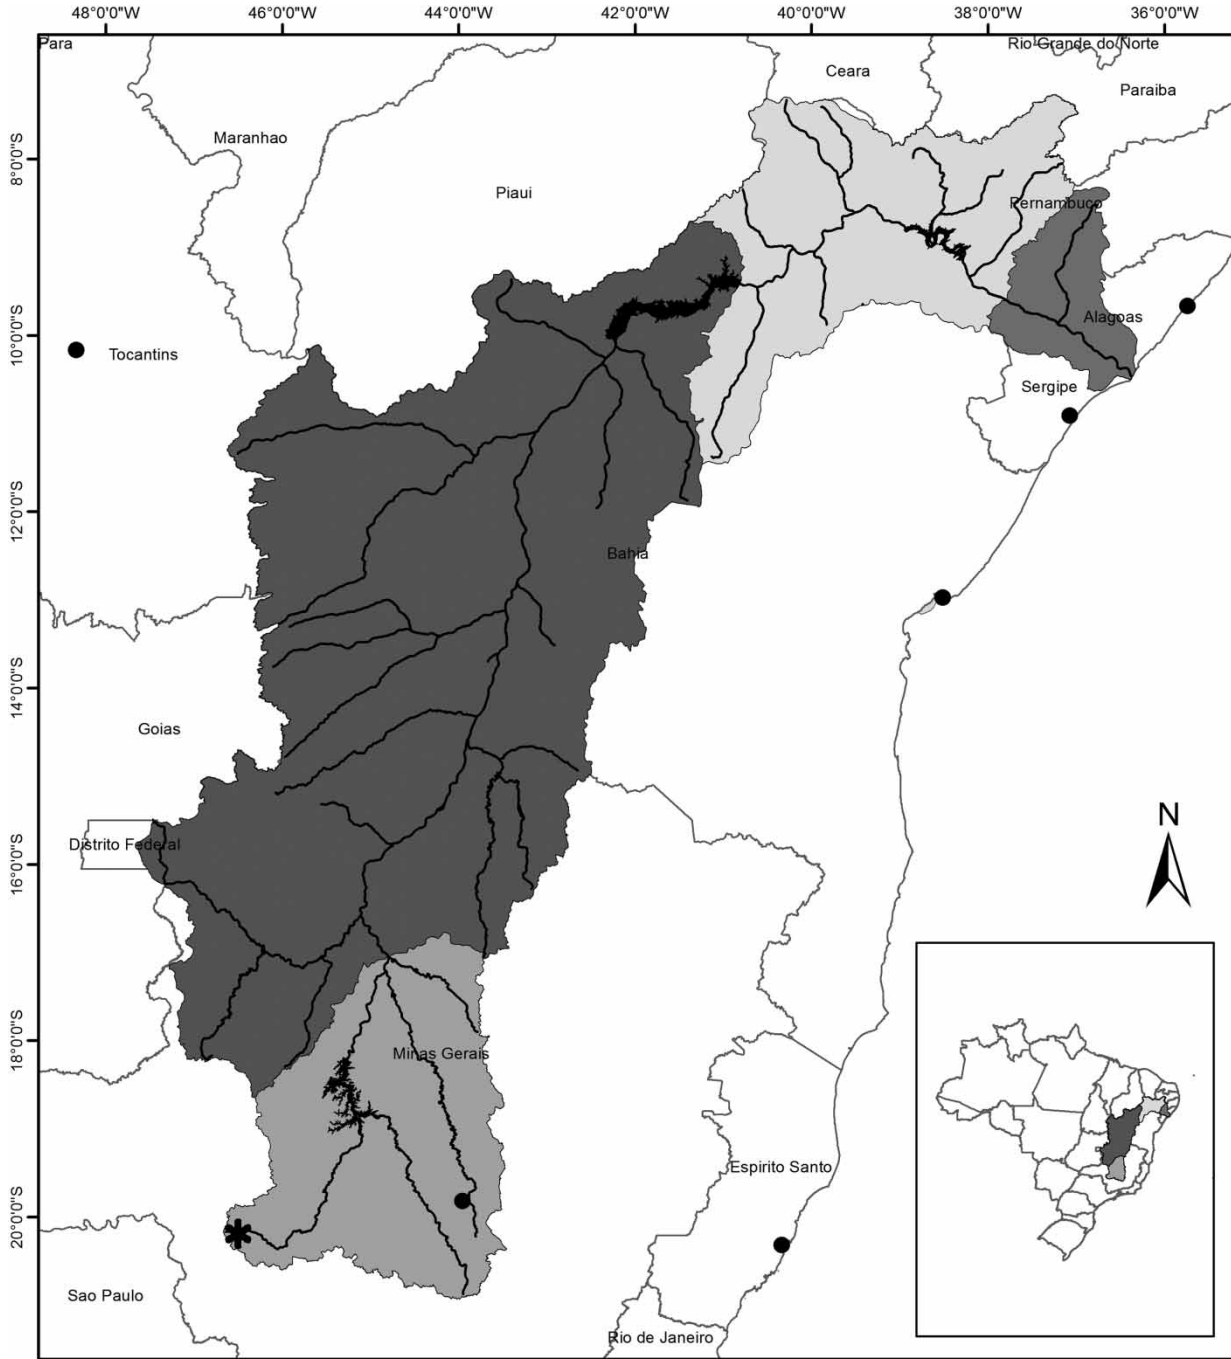 48°0'0"W 46°0'0"W 44°0'0"W 42°0'0"W 40°0'0"W 38°0'0"W 36°0'0"W
Para
Rio Grande do Norte
Ceara
Paraiba
Maranhao
8°0'0"S
Piaui
Pernambuco
Alagoas
10°0'0"S
Tocantins
Sergipe
12°0'0"S
Bahia
14°0'0"S
Goias
N
Distrito Federal
16°0'0"S
18°0'0"S
Minas Gerais
Espirito Santo
20°0'0"S
Sao Paulo
Rio de Janeiro